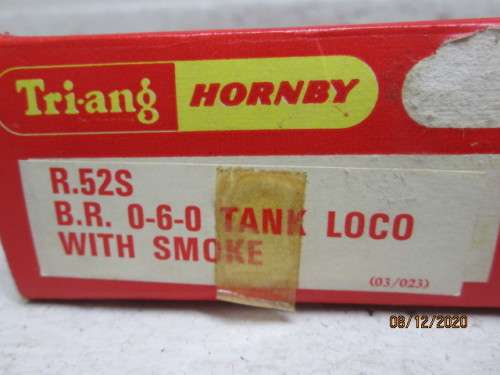 Tri-ang HORNBY
R.52S
B.R. 0-6-0 TANK LOCO
WITH SMOKE
(03/023)
08/12/2020